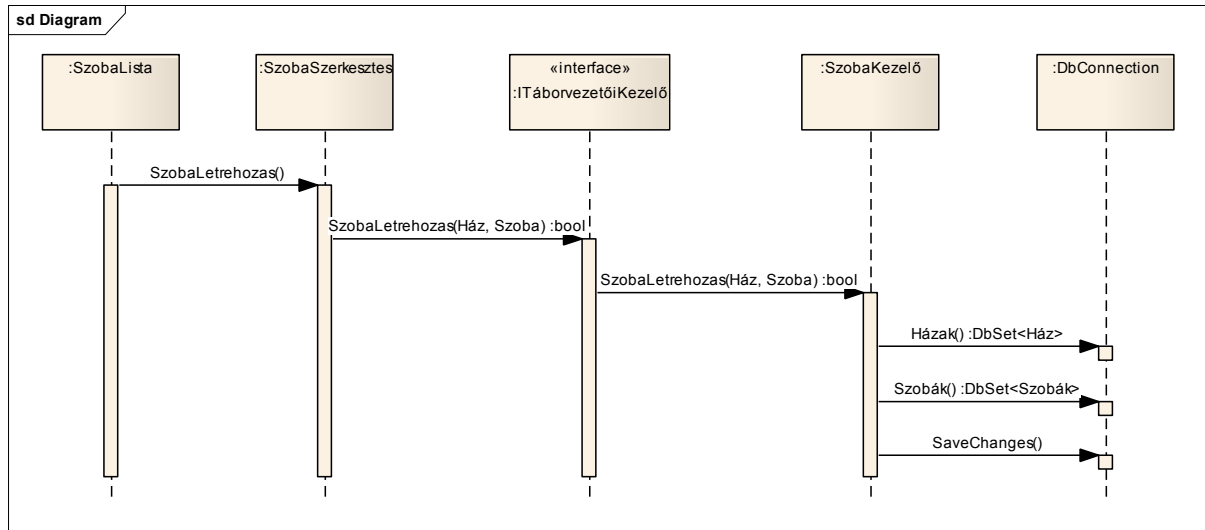 sd Diagram
:SzobaLista
:SzobaSzerkesztes
«interface»
:ITáborvezetőiKezelő
:SzobaKezelő
:DbConnection
SzobaLetrehozas()
SzobaLetrehozas(Ház, Szoba) :bool
SzobaLetrehozas(Ház, Szoba) :bool
Házak() :DbSet<Ház>
Szobák() :DbSet<Szobák>
SaveChanges()